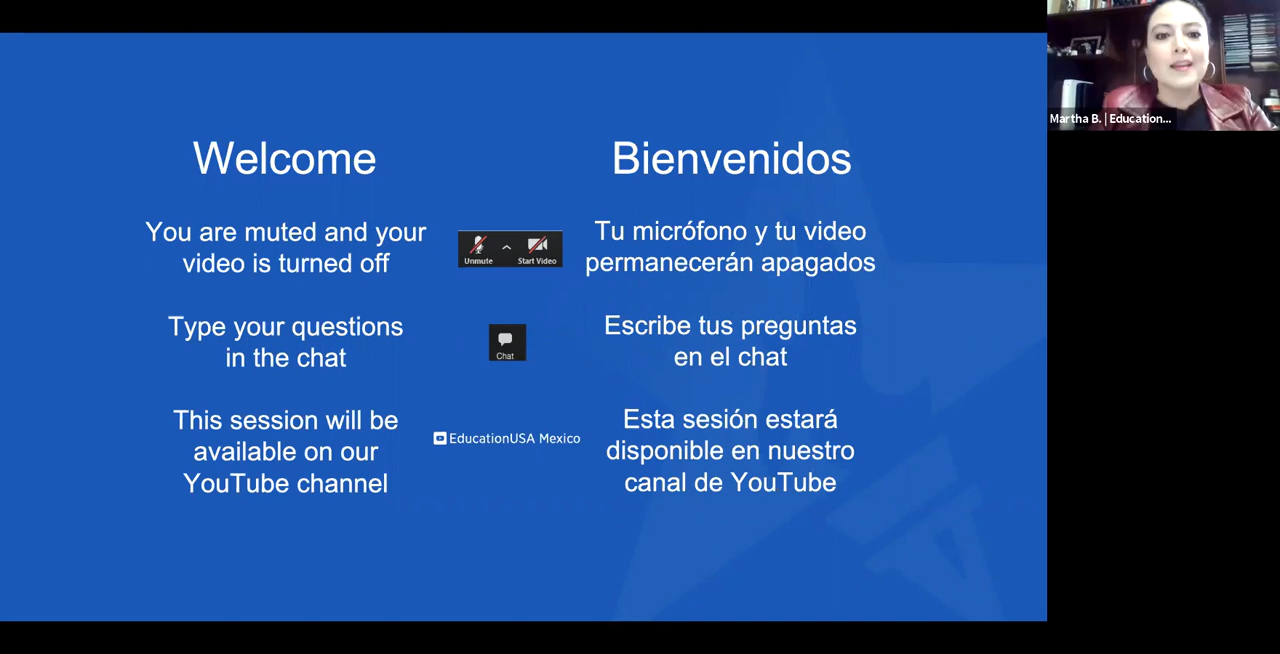 Welcome
You are muted and your
video is turned off
Type your questions
in the chat
This session will be
available on our
YouTube channel
Unmute
Start Video
Chat
EducationUSA Mexico
Bienvenidos
Tu micrófono y tu video
permanecerán apagados
Escribe tus preguntas
en el chat
Esta sesión estará
disponible en nuestro
canal de YouTube
Martha B. | Education...